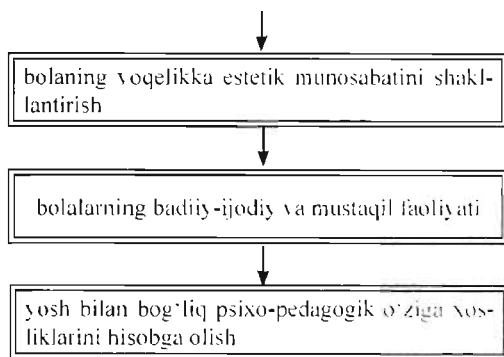 bolaning voqelikka estetik munosabatini shakl-
lantirish
bolalarning badiiy-ijodiy va mustaqil faoliyati
yosh bilan bog‘liq psixo-pedagogik o‘ziga xos-
liklarini hisobga olish